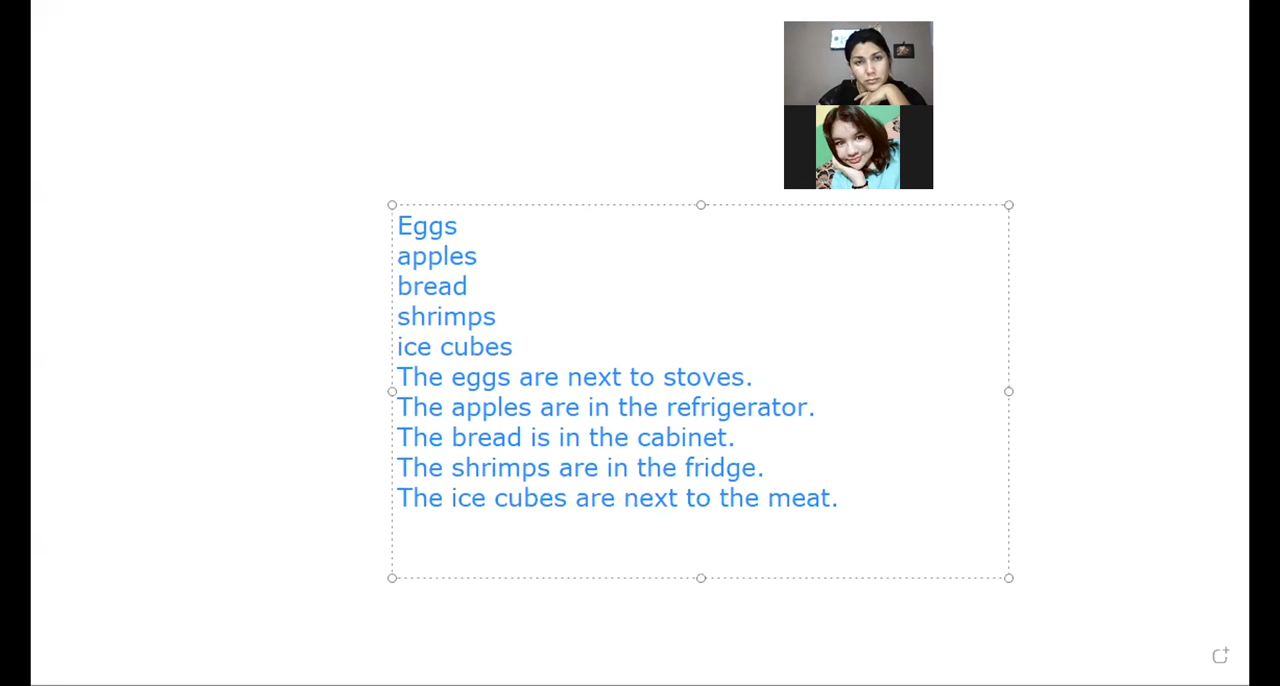 Eggs
apples
bread
shrimps
ice cubes
The eggs are next to stoves.
The apples are in the refrigerator.
The bread is in the cabinet.
The shrimps are in the fridge.
The ice cubes are next to the meat.